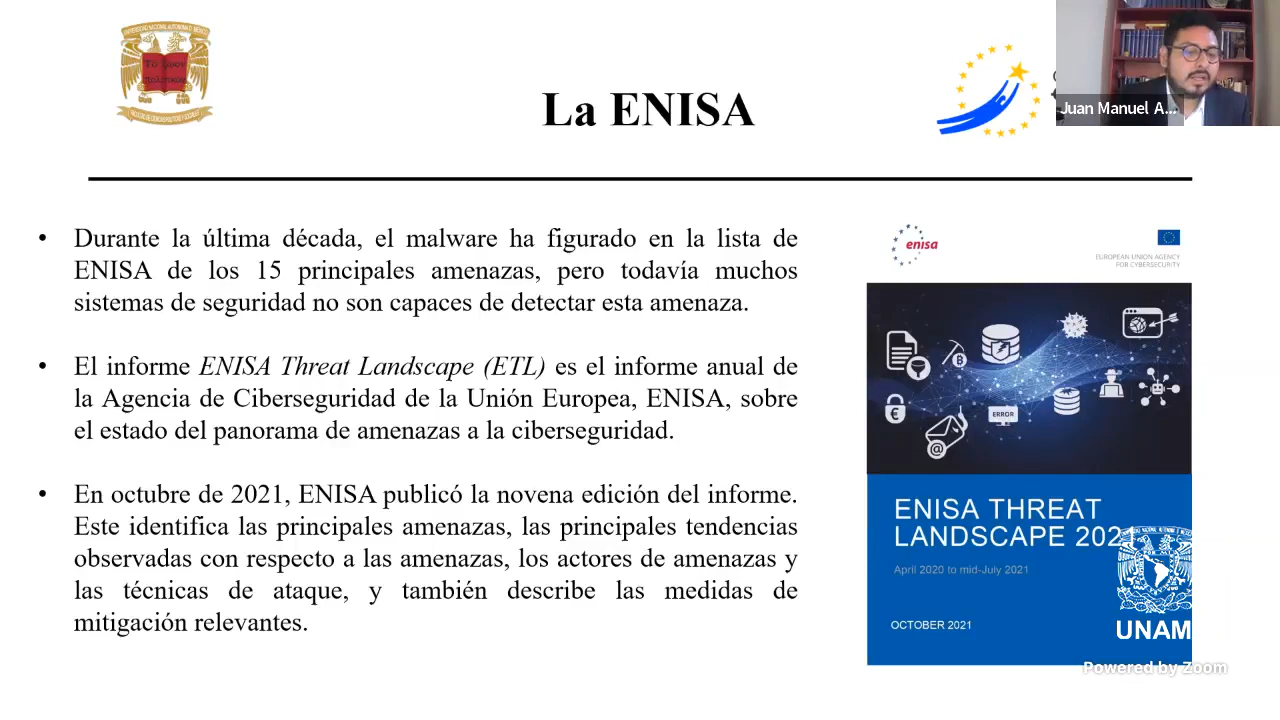 La ENISA
Juan Manuel A...
• Durante la última década, el malware ha figurado en la lista de
ENISA de los 15 principales amenazas, pero todavía muchos
sistemas de seguridad no son capaces de detectar esta amenaza.
• El informe ENISA Threat Landscape (ETL) es el informe anual de
la Agencia de Ciberseguridad de la Unión Europea, ENISA, sobre
el estado del panorama de amenazas a la ciberseguridad.
• En octubre de 2021, ENISA publicó la novena edición del informe.
Este identifica las principales amenazas, las principales tendencias
observadas con respecto a las amenazas, los actores de amenazas y
las técnicas de ataque, y también describe las medidas de
mitigación relevantes.
enisa
EUROPEAN UNION AGENCY
FOR CYBERSECURITY
ERROR
ENISA THREAT
LANDSCAPE 2021
April 2020 to mid-July 2021
OCTOBER 2021
UNAM
Powered by Zoom